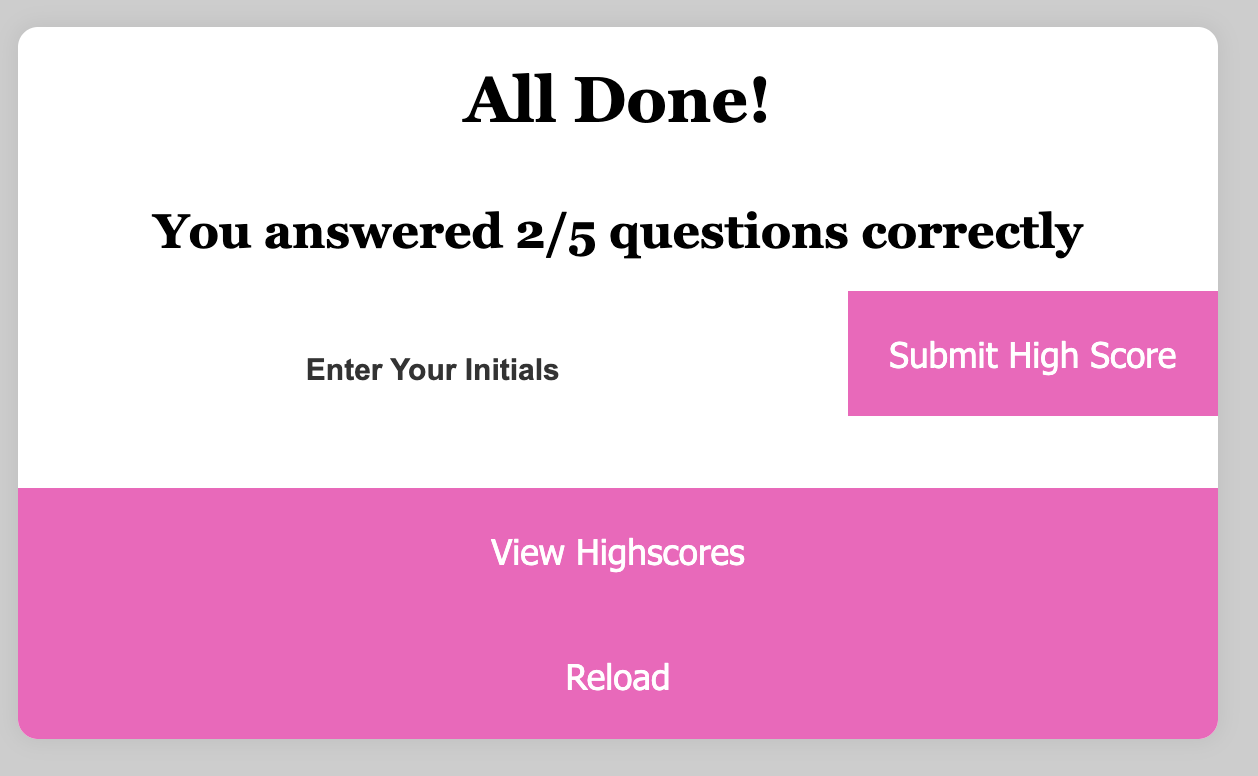 All Done!
You answered 2/5 questions correctly
Submit High Score
Enter Your Initials
View Highscores
Reload